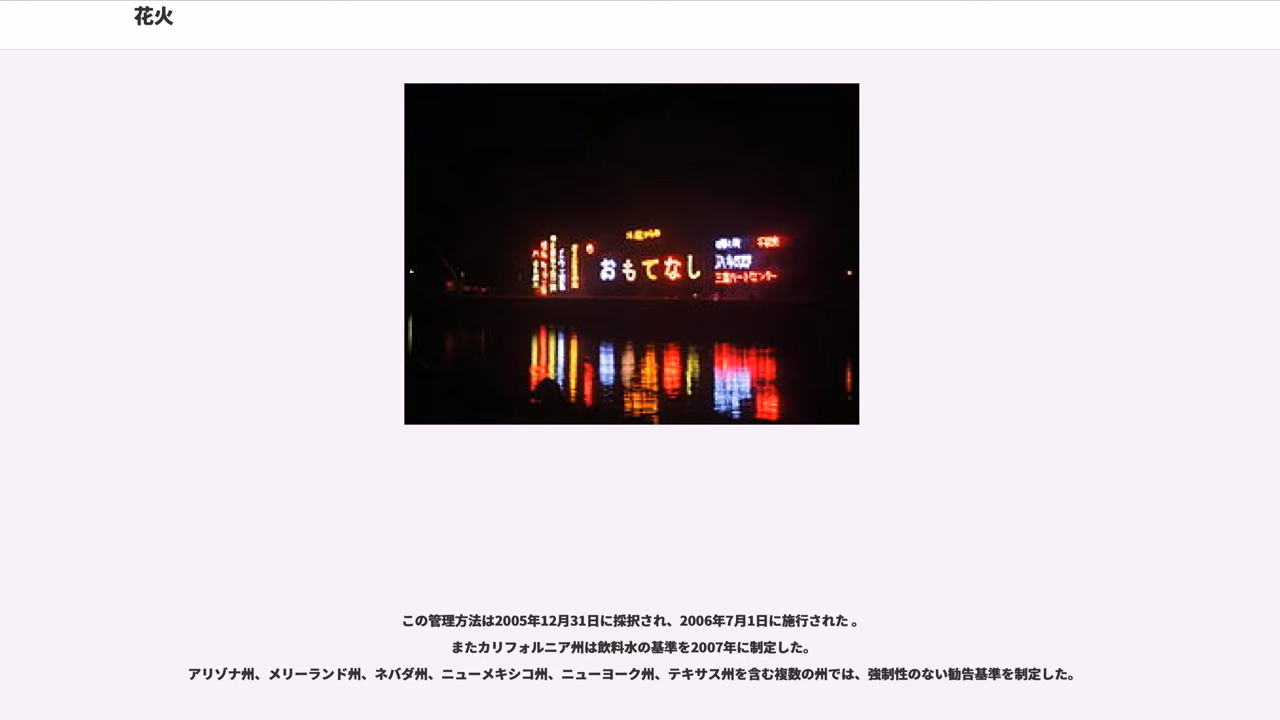 花火
おもてなし
この管理方法は2005年12月31日に採択され、2006年7月1日に施行された 。
またカリフォルニア州は飲料水の基準を2007年に制定した。
アリゾナ州、メリーランド州、ネバダ州、ニューメキシコ州、ニューヨーク州、テキサス州を含む複数の州では、強制性のない勧告基準を制定した。